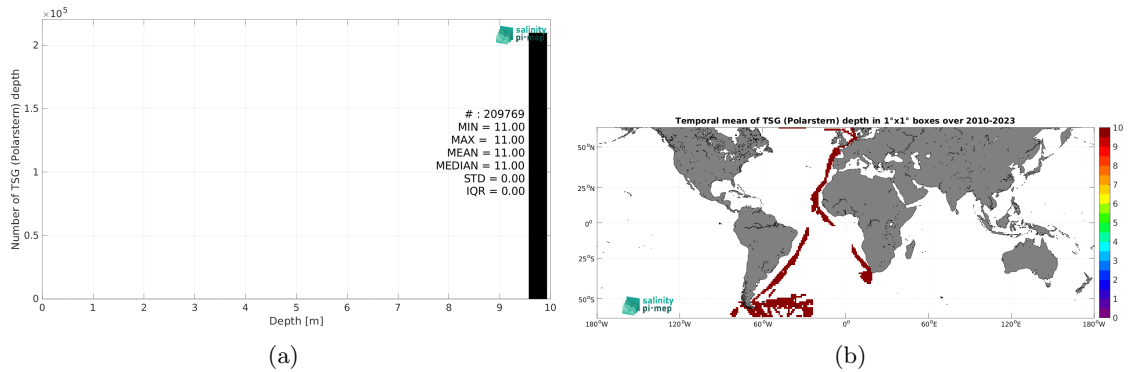 ×10⁵
salinity
pi-mep
2
1.5
1
0.5
0
Number of TSG (Polarstern) depth
# : 209769
MIN = 11.00
MAX = 11.00
MEAN = 11.00
MEDIAN = 11.00
STD = 0.00
IQR = 0.00
0 1 2 3 4 5 6 7 8 9 10
Depth [m]
(a)
Temporal mean of TSG (Polarstern) depth in 1°x1° boxes over 2010-2023
50°N
25°N
0°
25°S
50°S
salinity
pi-mep
180°W 120°W 60°W 0°W 60°E 120°E 180°W
10
9
8
7
6
5
4
3
2
1
0
(b)